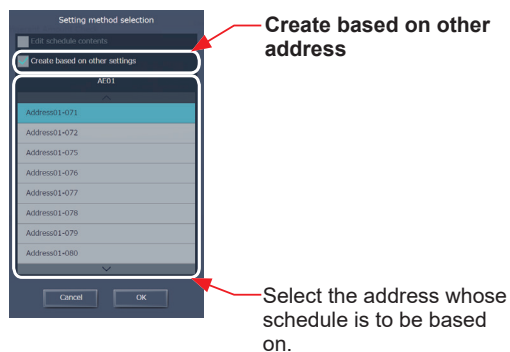 Setting method selection
Edit schedule contents
Create based on other settings
AE01
Address01-071
Address01-072
Address01-075
Address01-076
Address01-077
Address01-078
Address01-079
Address01-080
Cancel OK
Create based on other
address
Select the address whose
schedule is to be based
on.